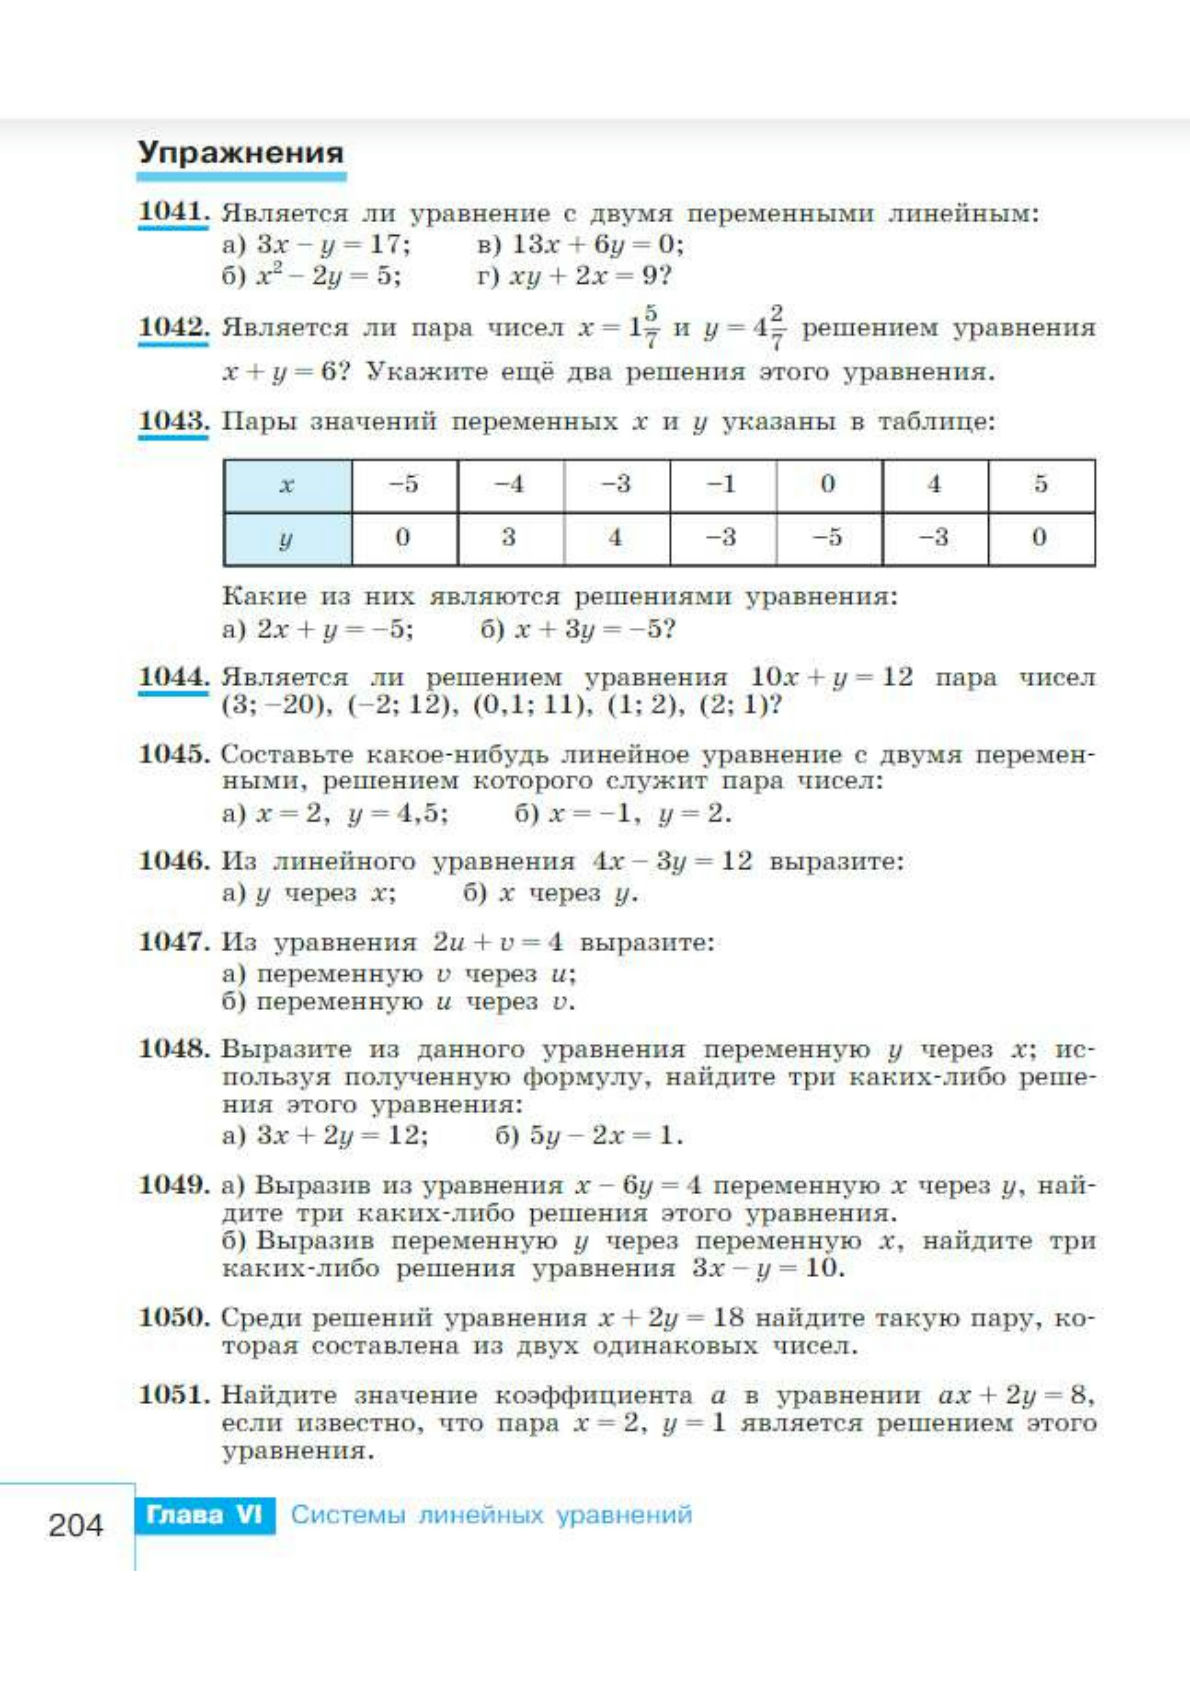 Упражнения
1041. Является ли уравнение с двумя переменными линейным:
а) 3x − y = 17; в) 13x + 6y = 0;
б) x² − 2y = 5; г) xy + 2x = 9?
1042. Является ли пара чисел x = 1 5/7 и y = 4 2/7 решением уравнения
x + y = 6? Укажите ещё два решения этого уравнения.
1043. Пары значений переменных x и y указаны в таблице:
x −5 −4 −3 −1 0 4 5
y 0 3 4 −3 −5 −3 0
Какие из них являются решениями уравнения:
а) 2x + y = −5; б) x + 3y = −5?
1044. Является ли решением уравнения 10x + y = 12 пара чисел
(3; −20), (−2; 12), (0,1; 11), (1; 2), (2; 1)?
1045. Составьте какое-нибудь линейное уравнение с двумя перемен-
ными, решением которого служит пара чисел:
а) x = 2, y = 4,5; б) x = −1, y = 2.
1046. Из линейного уравнения 4x − 3y = 12 выразите:
а) y через x; б) x через y.
1047. Из уравнения 2u + v = 4 выразите:
а) переменную v через u;
б) переменную u через v.
1048. Выразите из данного уравнения переменную y через x; ис-
пользуя полученную формулу, найдите три каких-либо реше-
ния этого уравнения:
а) 3x + 2y = 12; б) 5y − 2x = 1.
1049. а) Выразив из уравнения x − 6y = 4 переменную x через y, най-
дите три каких-либо решения этого уравнения.
б) Выразив переменную y через переменную x, найдите три
каких-либо решения уравнения 3x − y = 10.
1050. Среди решений уравнения x + 2y = 18 найдите такую пару, ко-
торая составлена из двух одинаковых чисел.
1051. Найдите значение коэффициента a в уравнении ax + 2y = 8,
если известно, что пара x = 2, y = 1 является решением этого
уравнения.
204 Глава VI Системы линейных уравнений